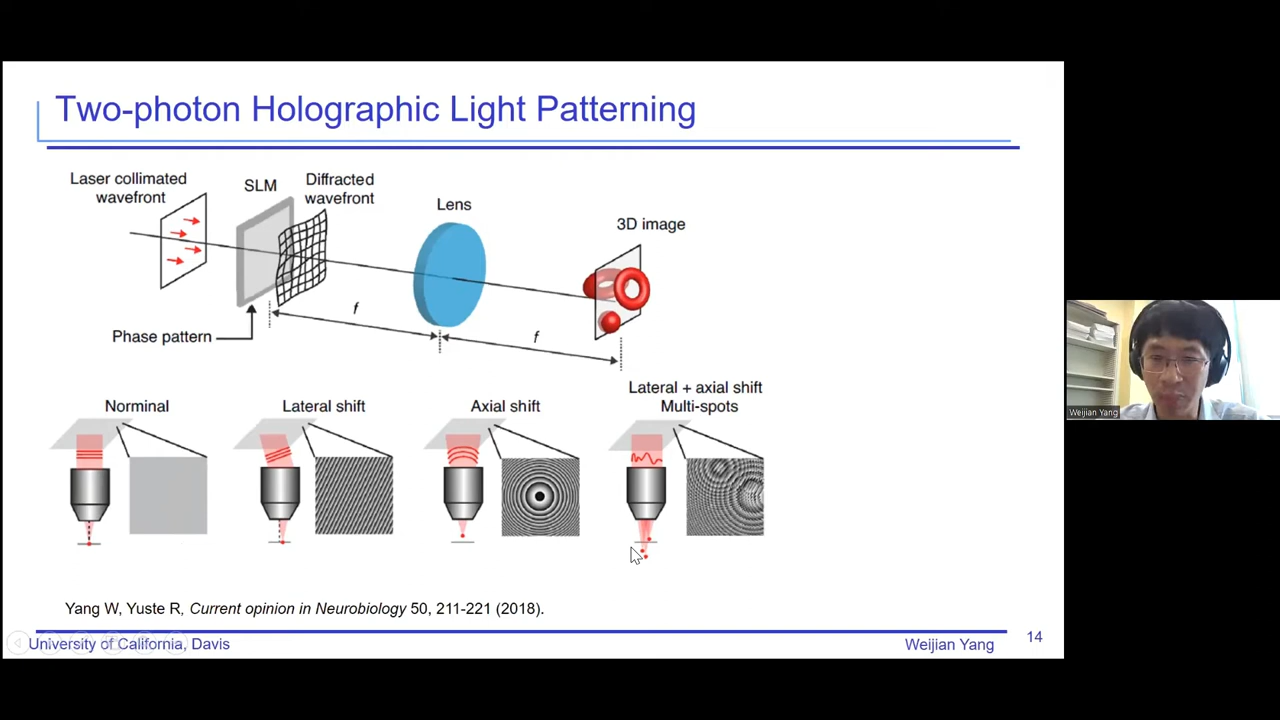 Two-photon Holographic Light Patterning
Laser collimated
wavefront
SLM
Diffracted
wavefront
Lens
3D image
Phase pattern
f
f
Norminal
Lateral shift
Axial shift
Lateral + axial shift
Multi-spots
Yang W, Yuste R, Current opinion in Neurobiology 50, 211-221 (2018).
University of California, Davis
Weijian Yang
14
Weijian Yang